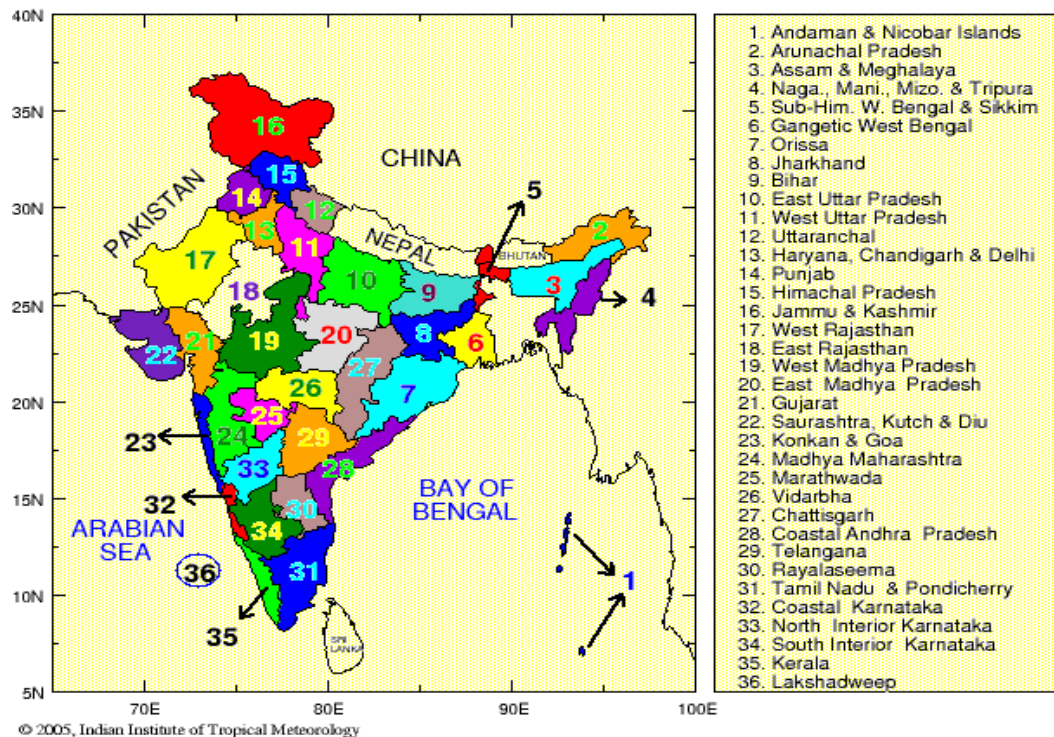 40N
35N
30N
25N
20N
15N
10N
5N
70E
80E
90E
100E
CHINA
PAKISTAN
NEPAL
BHUTAN
BAY OF
BENGAL
ARABIAN
SEA
SRI
LANKA
16
15
14
12
13
11
17
18
10
9
5
2
3
4
22
21
19
20
8
6
27
7
26
25
24
23
29
28
33
32
30
34
31
36
35
1
1. Andaman & Nicobar Islands
2. Arunachal Pradesh
3. Assam & Meghalaya
4. Naga., Mani., Mizo. & Tripura
5. Sub-Him. W. Bengal & Sikkim
6. Gangetic West Bengal
7. Orissa
8. Jharkhand
9. Bihar
10. East Uttar Pradesh
11. West Uttar Pradesh
12. Uttaranchal
13. Haryana, Chandigarh & Delhi
14. Punjab
15. Himachal Pradesh
16. Jammu & Kashmir
17. West Rajasthan
18. East Rajasthan
19. West Madhya Pradesh
20. East Madhya Pradesh
21. Gujarat
22. Saurashtra, Kutch & Diu
23. Konkan & Goa
24. Madhya Maharashtra
25. Marathwada
26. Vidarbha
27. Chattisgarh
28. Coastal Andhra Pradesh
29. Telangana
30. Rayalaseema
31. Tamil Nadu & Pondicherry
32. Coastal Karnataka
33. North Interior Karnataka
34. South Interior Karnataka
35. Kerala
36. Lakshadweep
© 2005, Indian Institute of Tropical Meteorology